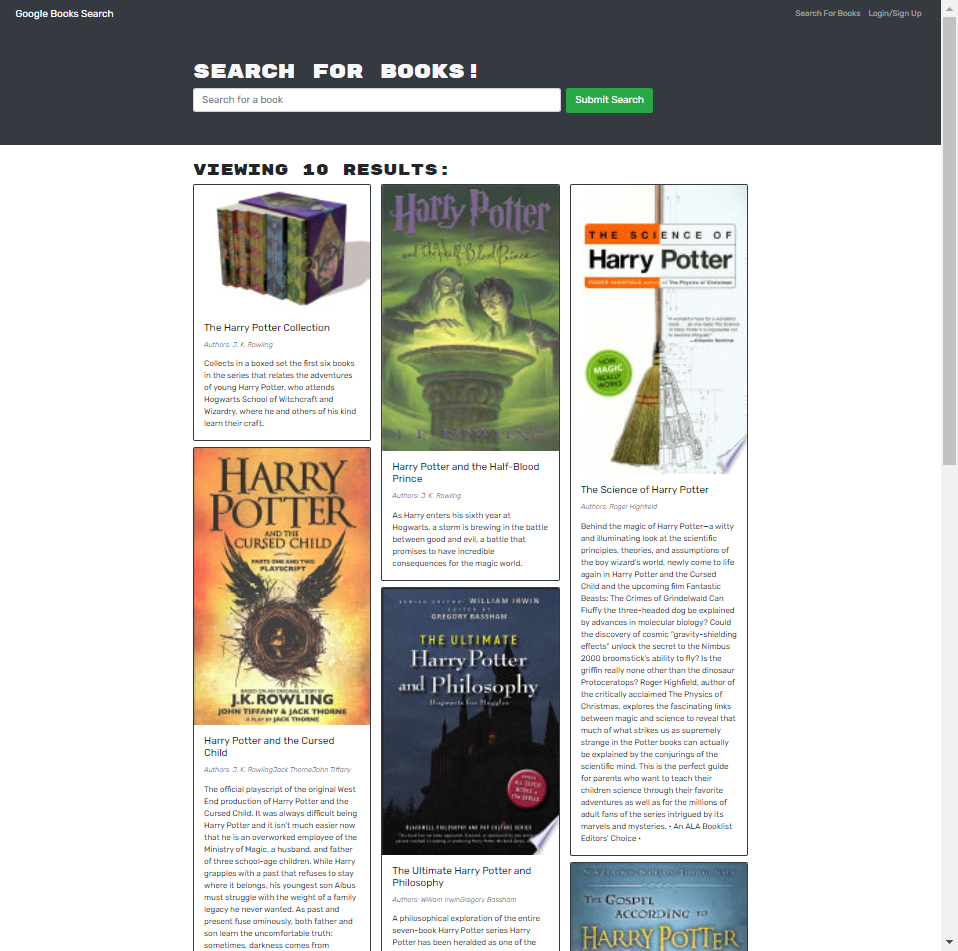 Google Books Search
Search For Books
Login/Sign Up
SEARCH FOR BOOKS!
Search for a book
Submit Search
VIEWING 10 RESULTS:
The Harry Potter Collection
Authors: J. K. Rowling
Collects in a boxed set the first six books
in the series that relates the adventures
of young Harry Potter, who attends
Hogwarts School of Witchcraft and
Wizardry, where he and others of his kind
learn their craft.
HARRY
POTTER
AND THE
CURSED CHILD
PARTS ONE AND TWO
PLAYSCRIPT
BASED ON AN ORIGINAL STORY BY
J.K. ROWLING
JOHN TIFFANY & JACK THORNE
A PLAY BY JACK THORNE
Harry Potter and the Cursed
Child
Authors: J. K. RowlingJack ThorneJohn Tiffany
The official playscript of the original West
End production of Harry Potter and the
Cursed Child. It was always difficult being
Harry Potter and it isn't much easier now
that he is an overworked employee of the
Ministry of Magic, a husband, and father
of three school-age children. While Harry
grapples with a past that refuses to stay
where it belongs, his youngest son Albus
must struggle with the weight of a family
legacy he never wanted. As past and
present fuse ominously, both father and
son learn the uncomfortable truth:
sometimes, darkness comes from
Harry Potter
and the Half-Blood Prince
J. K. ROWLING
Harry Potter and the Half-Blood
Prince
Authors: J. K. Rowling
As Harry enters his sixth year at
Hogwarts, a storm is brewing in the battle
between good and evil, a battle that
promises to have incredible
consequences for the magic world.
WILLIAM IRWIN
EDITED BY
GREGORY BASSHAM
THE ULTIMATE
Harry Potter
and Philosophy
Hogwarts for Muggles
BLACKWELL PHILOSOPHY AND POP CULTURE SERIES
The Ultimate Harry Potter and
Philosophy
Authors: William IrwinGregory Bassham
A philosophical exploration of the entire
seven-book Harry Potter series Harry
Potter has been heralded as one of the
THE SCIENCE OF
Harry Potter
ROGER HIGHFIELD author of The Physics of Christmas
HOW
MAGIC
REALLY
WORKS
The Science of Harry Potter
Authors: Roger Highfield
Behind the magic of Harry Potter—a witty
and illuminating look at the scientific
principles, theories, and assumptions of
the boy wizard's world, newly come to life
again in Harry Potter and the Cursed
Child and the upcoming film Fantastic
Beasts: The Crimes of Grindelwald Can
Fluffy the three-headed dog be explained
by advances in molecular biology? Could
the discovery of cosmic "gravity-shielding
effects" unlock the secret to the Nimbus
2000 broomstick's ability to fly? Is the
griffin really none other than the dinosaur
Protoceratops? Roger Highfield, author of
the critically acclaimed The Physics of
Christmas, explores the fascinating links
between magic and science to reveal that
much of what strikes us as supremely
strange in the Potter books can actually
be explained by the conjurings of the
scientific mind. This is the perfect guide
for parents who want to teach their
children science through their favorite
adventures as well as for the millions of
adult fans of the series intrigued by its
marvels and mysteries. • An ALA Booklist
Editors' Choice •
THE GOSPEL
ACCORDING TO
HARRY POTTER